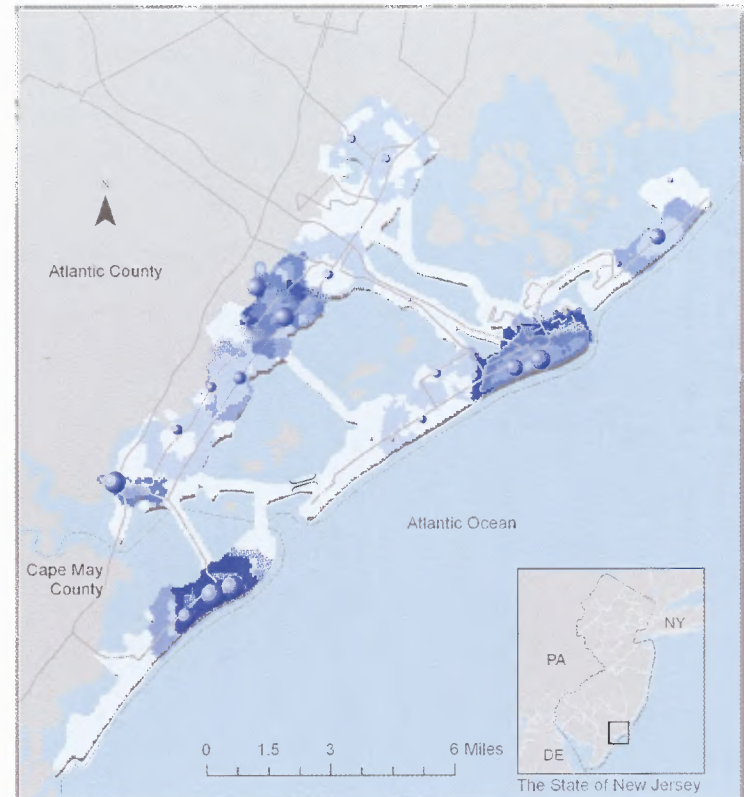 N
Atlantic County
Atlantic Ocean
Cape May
County
NY
PA
DE
0 1.5 3 6 Miles
The State of New Jersey